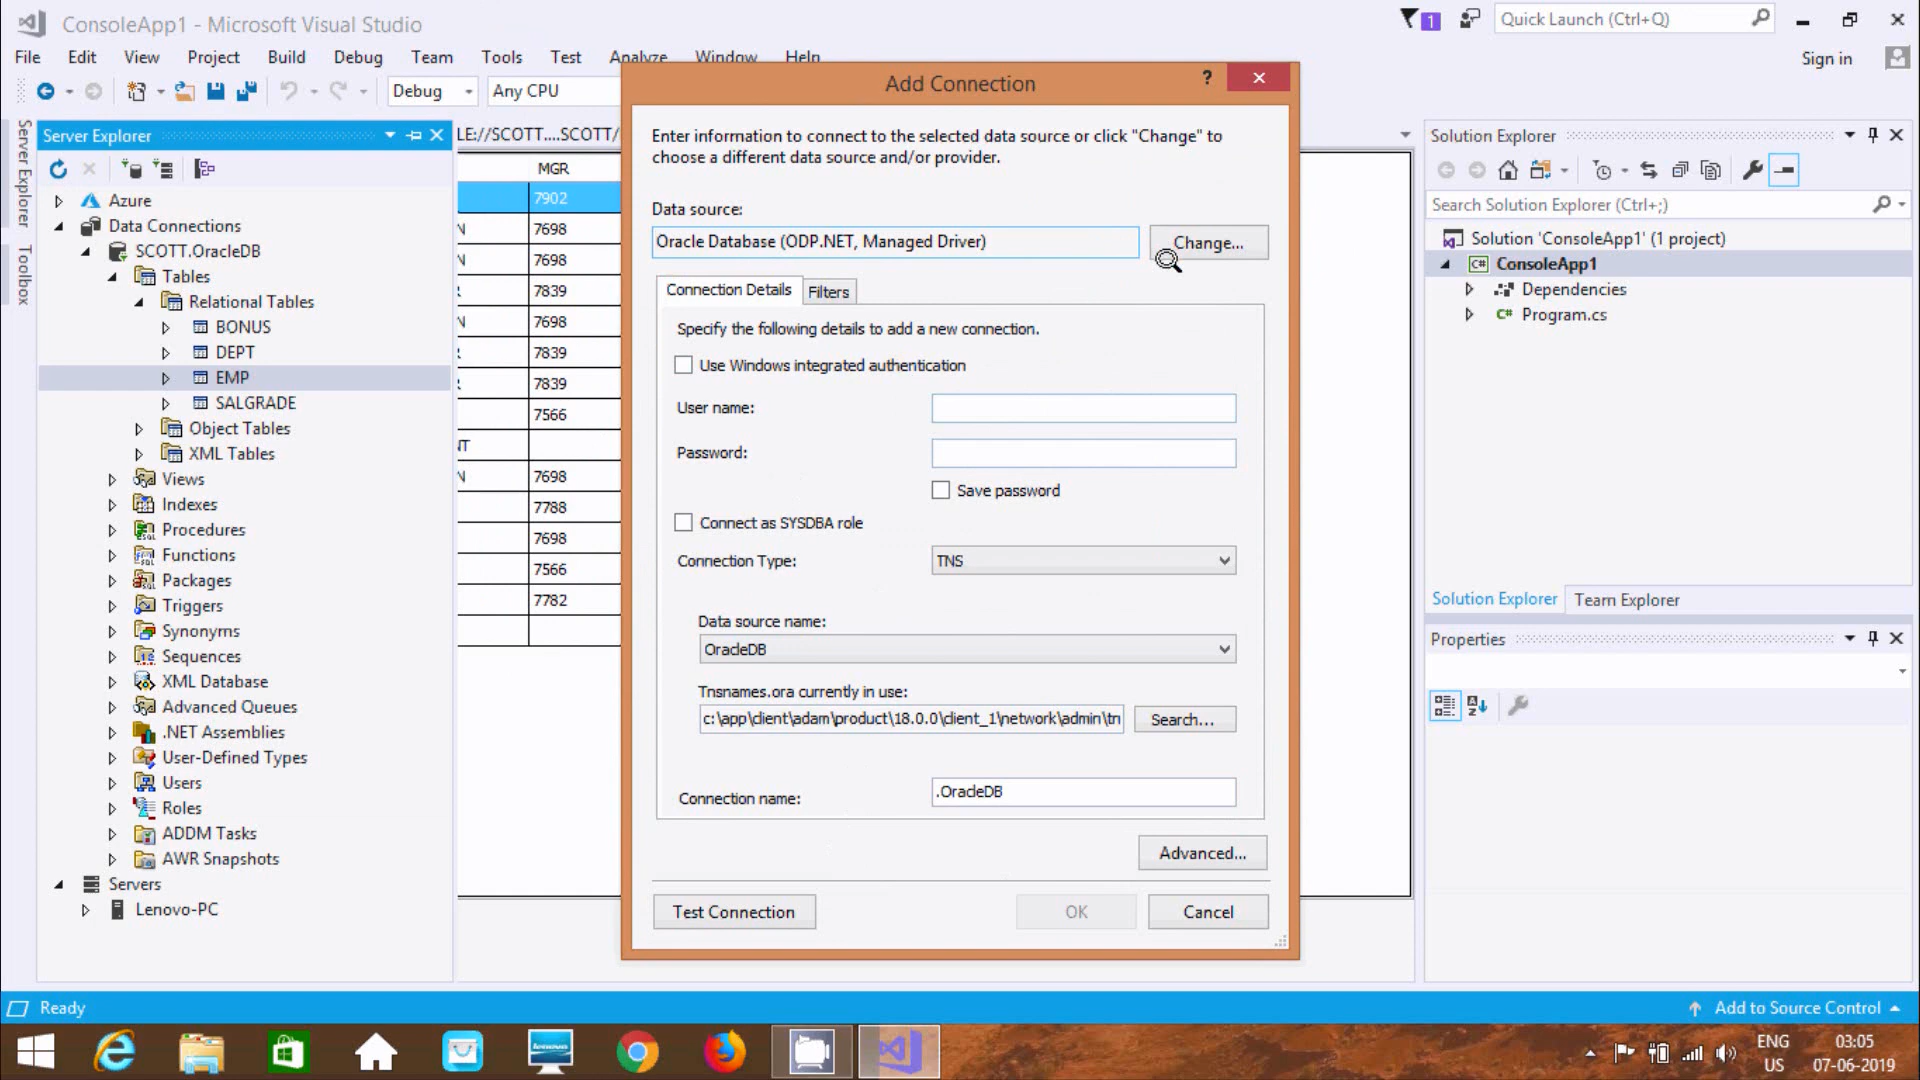 ConsoleApp1 - Microsoft Visual Studio
1
Quick Launch (Ctrl+Q)
File Edit View Project Build Debug Team Tools Test Analyze Window Help
Sign in
Debug
Any CPU
Server Explorer
Toolbox
Server Explorer
Azure
Data Connections
SCOTT.OracleDB
Tables
Relational Tables
BONUS
DEPT
EMP
SALGRADE
Object Tables
XML Tables
Views
Indexes
Procedures
Functions
Packages
Triggers
Synonyms
Sequences
XML Database
Advanced Queues
.NET Assemblies
User-Defined Types
Users
Roles
ADDM Tasks
AWR Snapshots
Servers
Lenovo-PC
LE://SCOTT....SCOTT/
MGR
7902
N 7698
N 7698
7839
N 7698
7839
7839
7566
NT
N 7698
7788
7698
7566
7782
Add Connection
?
Enter information to connect to the selected data source or click "Change" to
choose a different data source and/or provider.
Data source:
Oracle Database (ODP.NET, Managed Driver)
Change...
Connection Details
Filters
Specify the following details to add a new connection.
Use Windows integrated authentication
User name:
Password:
Save password
Connect as SYSDBA role
Connection Type:
TNS
Data source name:
OracleDB
Tnsnames.ora currently in use:
c:\app\client\adam\product\18.0.0\client_1\network\admin\tn
Search...
Connection name:
.OracleDB
Advanced...
Test Connection
OK
Cancel
Solution Explorer
Search Solution Explorer (Ctrl+;)
Solution 'ConsoleApp1' (1 project)
C# ConsoleApp1
Dependencies
C# Program.cs
Solution Explorer
Team Explorer
Properties
Ready
Add to Source Control
ENG
US
03:05
07-06-2019